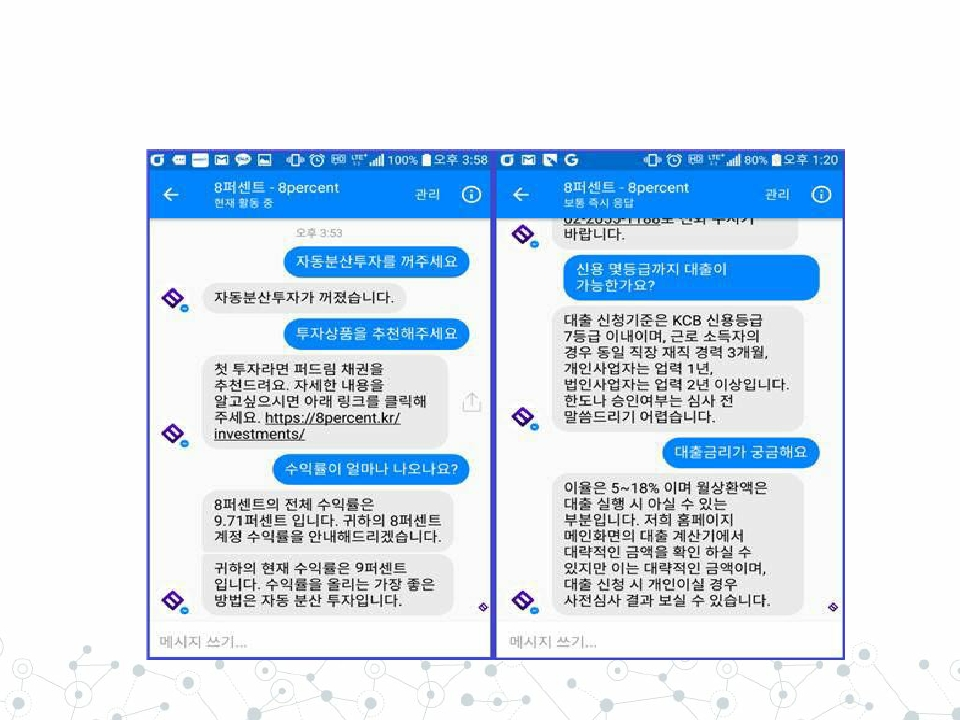 100% 오후 3:58
8퍼센트 - 8percent
현재 활동 중
관리
오후 3:53
자동분산투자를 꺼주세요
자동분산투자가 꺼졌습니다.
투자상품을 추천해주세요
첫 투자라면 퍼드림 채권을
추천드려요. 자세한 내용을
알고싶으시면 아래 링크를 클릭해
주세요. https://8percent.kr/
investments/
수익률이 얼마나 나오나요?
8퍼센트의 전체 수익률은
9.71퍼센트 입니다. 귀하의 8퍼센트
계정 수익률을 안내해드리겠습니다.
귀하의 현재 수익률은 9퍼센트
입니다. 수익률을 올리는 가장 좋은
방법은 자동 분산 투자입니다.
메시지 쓰기...
80% 오후 1:20
8퍼센트 - 8percent
보통 즉시 응답
관리
바랍니다.
신용 몇등급까지 대출이
가능한가요?
대출 신청기준은 KCB 신용등급
7등급 이내이며, 근로 소득자의
경우 동일 직장 재직 경력 3개월,
개인사업자는 업력 1년,
법인사업자는 업력 2년 이상입니다.
한도나 승인여부는 심사 전
말씀드리기 어렵습니다.
대출금리가 궁금해요
이율은 5~18% 이며 월상환액은
대출 실행 시 아실 수 있는
부분입니다. 저희 홈페이지
메인화면의 대출 계산기에서
대략적인 금액을 확인 하실 수
있지만 이는 대략적인 금액이며,
대출 신청 시 개인이실 경우
사전심사 결과 보실 수 있습니다.
메시지 쓰기...